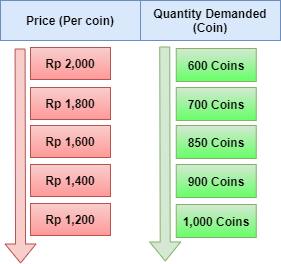 Price (Per coin)
Quantity Demanded
(Coin)
Rp 2,000
600 Coins
Rp 1,800
700 Coins
Rp 1,600
850 Coins
Rp 1,400
900 Coins
Rp 1,200
1,000 Coins